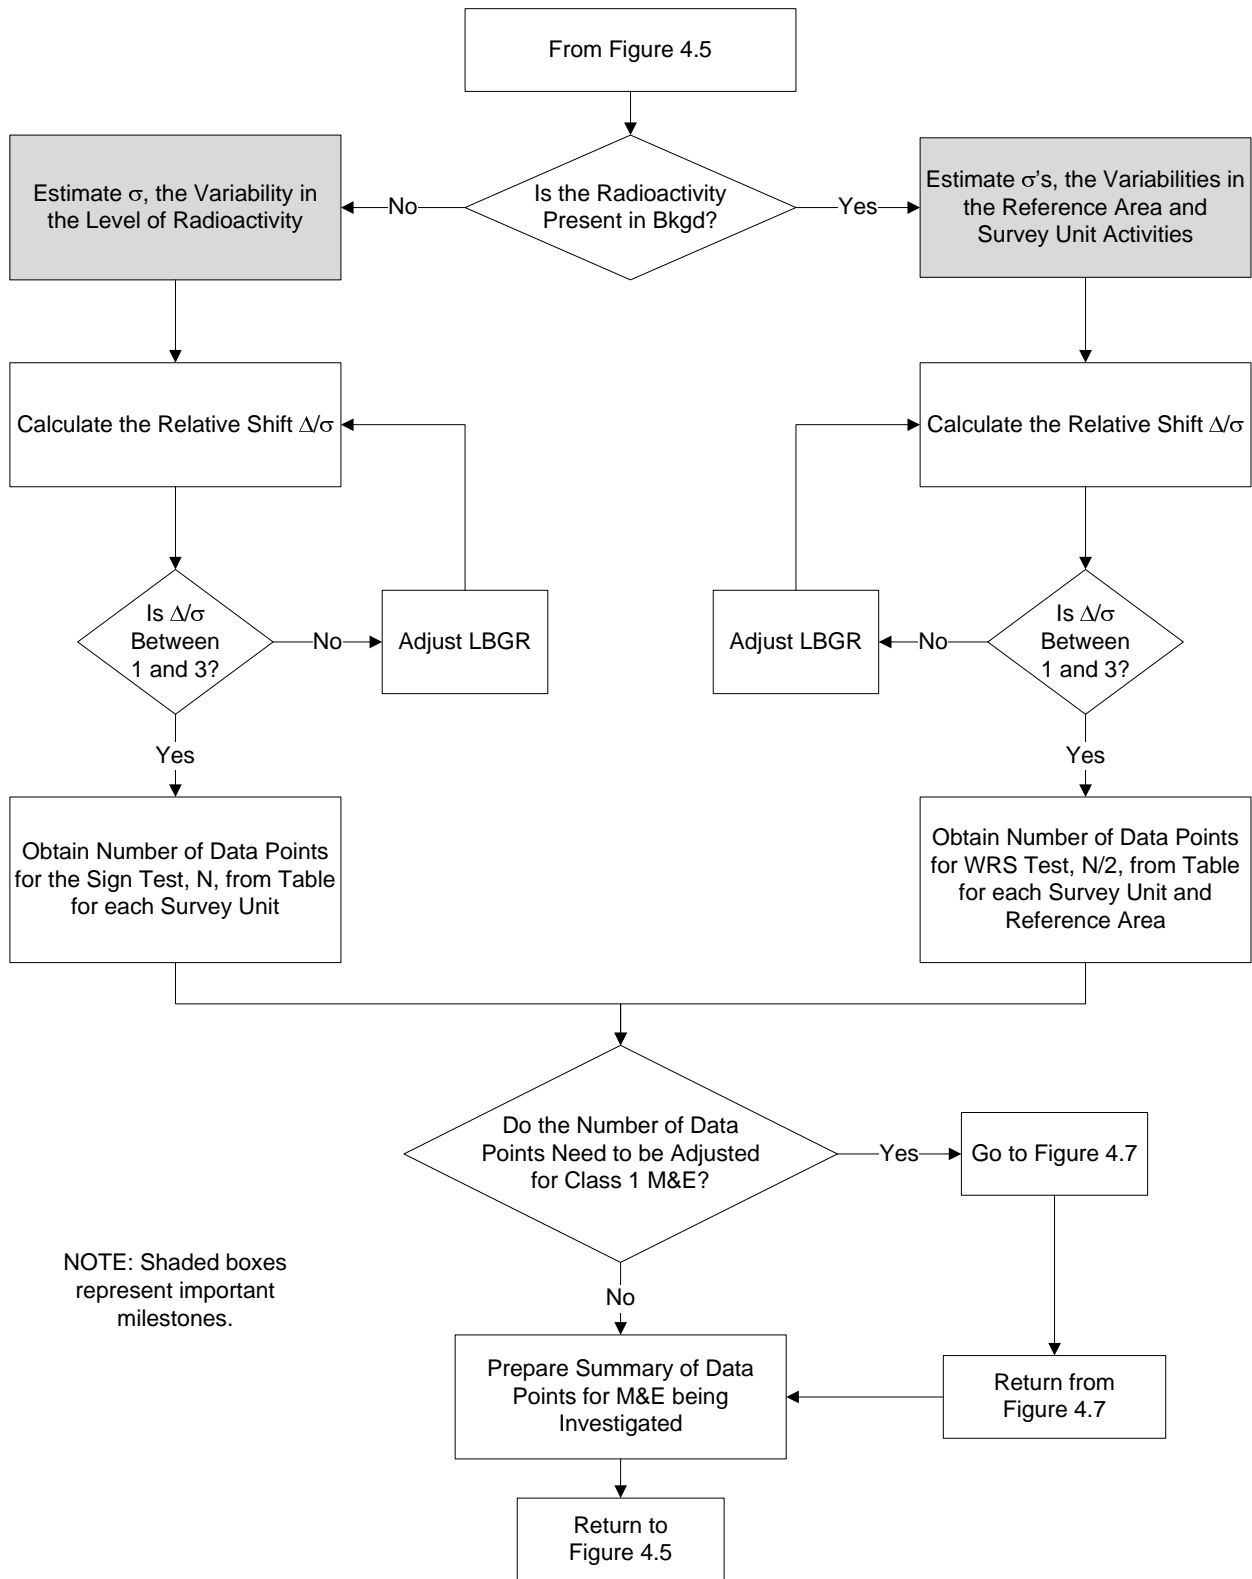 From Figure 4.5
Is the Radioactivity
Present in Bkgd?
No
Yes
Estimate σ, the Variability in
the Level of Radioactivity
Estimate σ's, the Variabilities in
the Reference Area and
Survey Unit Activities
Calculate the Relative Shift Δ/σ
Calculate the Relative Shift Δ/σ
Is Δ/σ
Between
1 and 3?
No
Adjust LBGR
Adjust LBGR
No
Is Δ/σ
Between
1 and 3?
Yes
Yes
Obtain Number of Data Points
for the Sign Test, N, from Table
for each Survey Unit
Obtain Number of Data Points
for WRS Test, N/2, from Table
for each Survey Unit and
Reference Area
Do the Number of Data
Points Need to be Adjusted
for Class 1 M&E?
Yes
Go to Figure 4.7
NOTE: Shaded boxes
represent important
milestones.
No
Prepare Summary of Data
Points for M&E being
Investigated
Return from
Figure 4.7
Return to
Figure 4.5